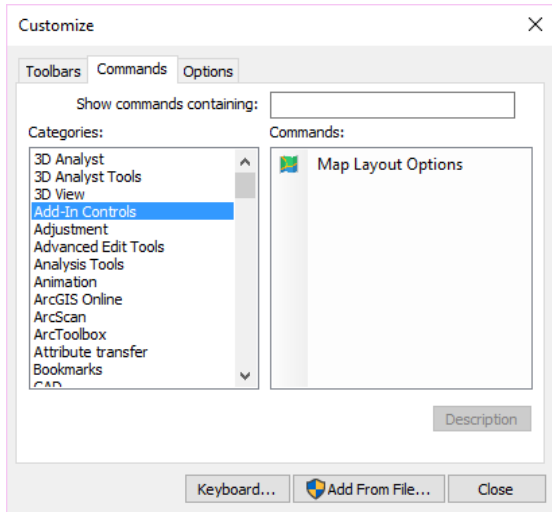 Customize
Toolbars Commands Options
Show commands containing:
Categories:
Commands:
3D Analyst
3D Analyst Tools
3D View
Add-In Controls
Adjustment
Advanced Edit Tools
Analysis Tools
Animation
ArcGIS Online
ArcScan
ArcToolbox
Attribute transfer
Bookmarks
CAD
Map Layout Options
Description
Keyboard... Add From File... Close